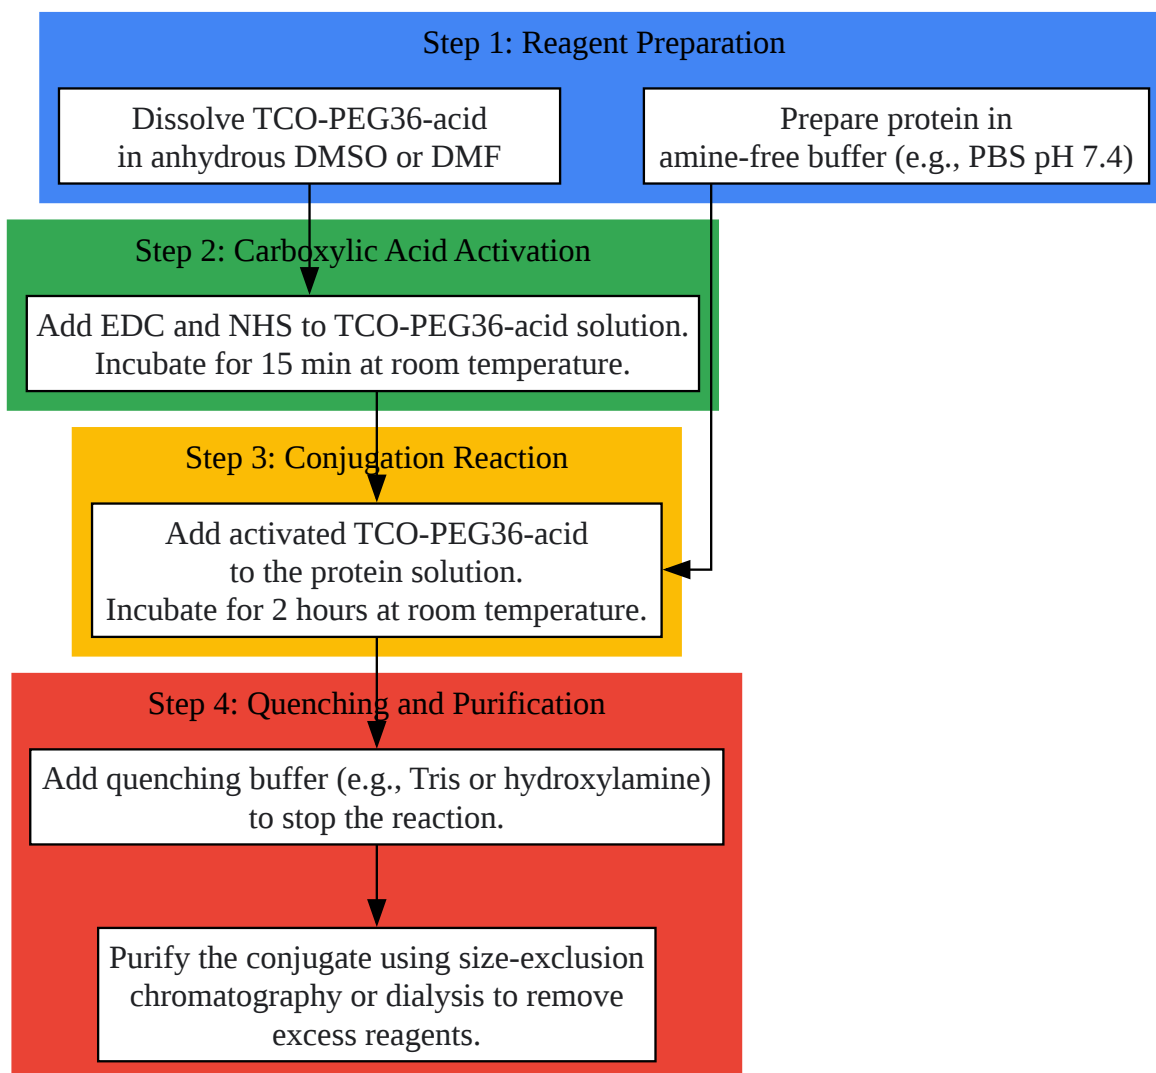 Step 1: Reagent Preparation
Dissolve TCO-PEG36-acid
in anhydrous DMSO or DMF
Prepare protein in
amine-free buffer (e.g., PBS pH 7.4)
Step 2: Carboxylic Acid Activation
Add EDC and NHS to TCO-PEG36-acid solution.
Incubate for 15 min at room temperature.
Step 3: Conjugation Reaction
Add activated TCO-PEG36-acid
to the protein solution.
Incubate for 2 hours at room temperature.
Step 4: Quenching and Purification
Add quenching buffer (e.g., Tris or hydroxylamine)
to stop the reaction.
Purify the conjugate using size-exclusion
chromatography or dialysis to remove
excess reagents.